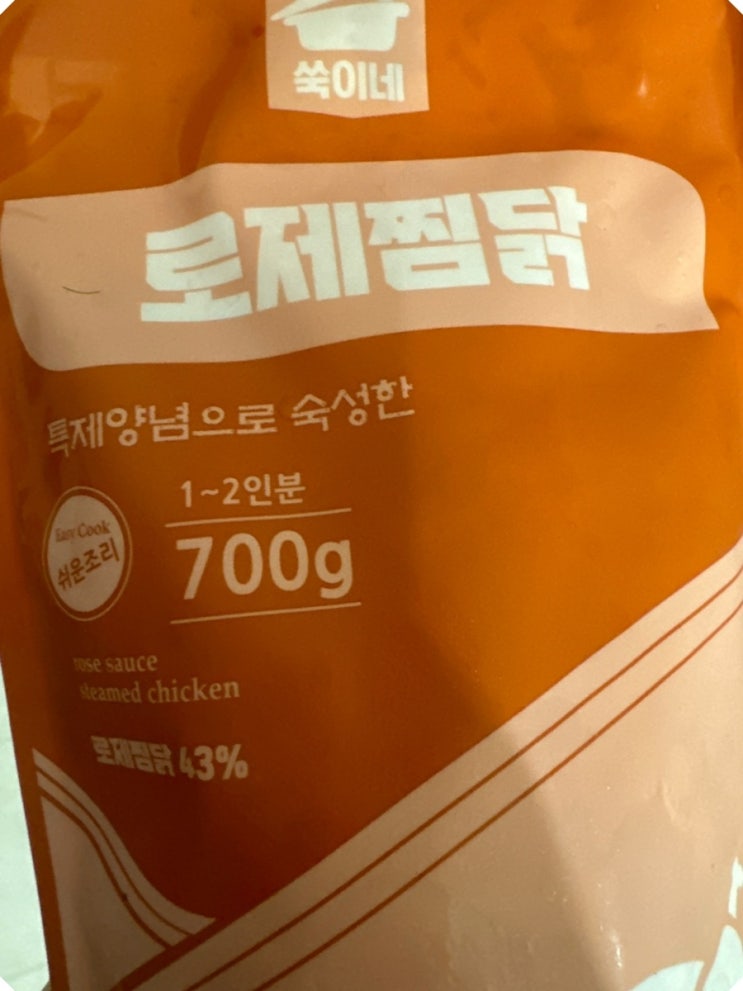 쑥이네
로제찜닭
특제양념으로 숙성한
1~2인분
700g
Easy Cook
쉬운조리
rose sauce
steamed chicken
로제찜닭 43%